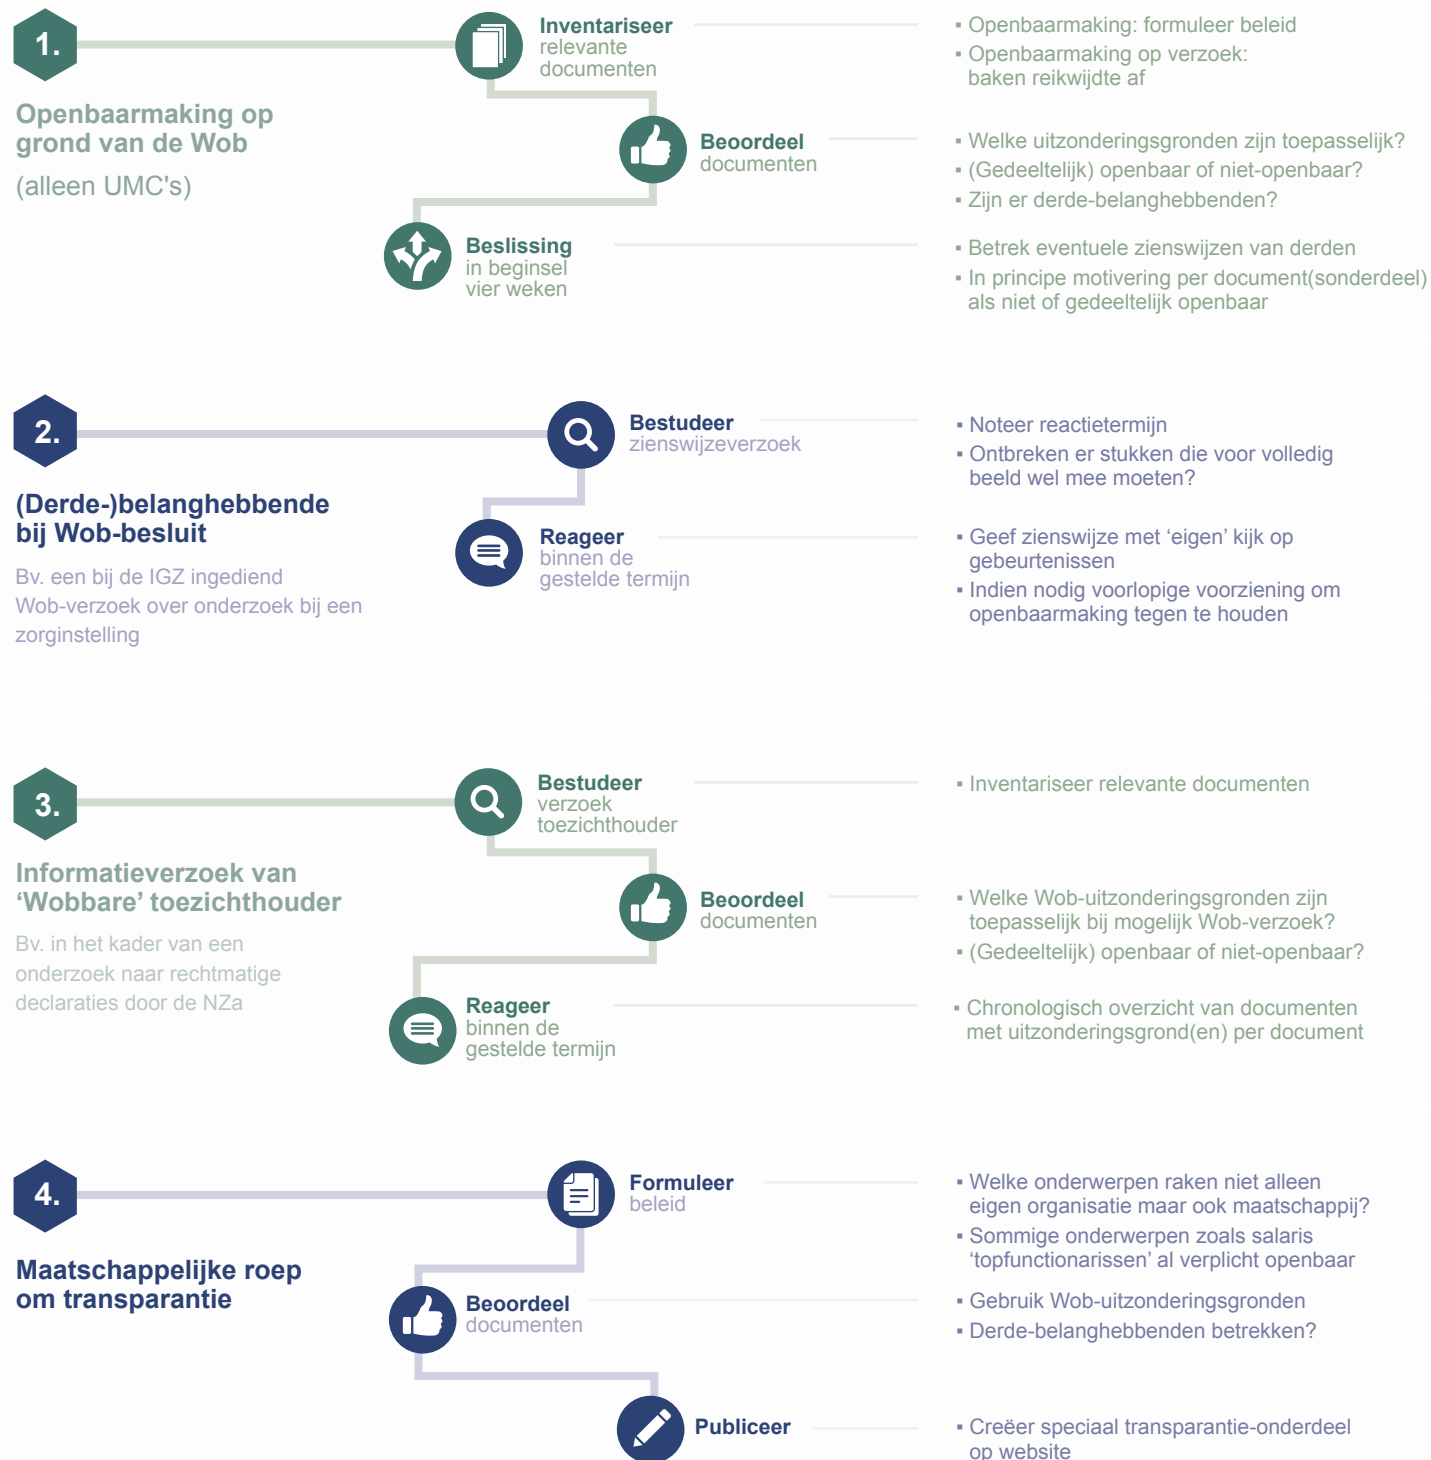 1.
Openbaarmaking op
grond van de Wob
(alleen UMC's)
Inventariseer
relevante
documenten
▪ Openbaarmaking: formuleer beleid
▪ Openbaarmaking op verzoek:
baken reikwijdte af
Beoordeel
documenten
▪ Welke uitzonderingsgronden zijn toepasselijk?
▪ (Gedeeltelijk) openbaar of niet-openbaar?
▪ Zijn er derde-belanghebbenden?
Beslissing
in beginsel
vier weken
▪ Betrek eventuele zienswijzen van derden
▪ In principe motivering per document(sonderdeel)
als niet of gedeeltelijk openbaar
2.
(Derde-)belanghebbende
bij Wob-besluit
Bv. een bij de IGZ ingediend
Wob-verzoek over onderzoek bij een
zorginstelling
Bestudeer
zienswijzeverzoek
▪ Noteer reactietermijn
▪ Ontbreken er stukken die voor volledig
beeld wel mee moeten?
Reageer
binnen de
gestelde termijn
▪ Geef zienswijze met ‘eigen’ kijk op
gebeurtenissen
▪ Indien nodig voorlopige voorziening om
openbaarmaking tegen te houden
3.
Informatieverzoek van
‘Wobbare’ toezichthouder
Bv. in het kader van een
onderzoek naar rechtmatige
declaraties door de NZa
Bestudeer
verzoek
toezichthouder
▪ Inventariseer relevante documenten
Beoordeel
documenten
▪ Welke Wob-uitzonderingsgronden zijn
toepasselijk bij mogelijk Wob-verzoek?
▪ (Gedeeltelijk) openbaar of niet-openbaar?
Reageer
binnen de
gestelde termijn
▪ Chronologisch overzicht van documenten
met uitzonderingsgrond(en) per document
4.
Maatschappelijke roep
om transparantie
Formuleer
beleid
▪ Welke onderwerpen raken niet alleen
eigen organisatie maar ook maatschappij?
▪ Sommige onderwerpen zoals salaris
‘topfunctionarissen’ al verplicht openbaar
Beoordeel
documenten
▪ Gebruik Wob-uitzonderingsgronden
▪ Derde-belanghebbenden betrekken?
Publiceer
▪ Creëer speciaal transparantie-onderdeel
op website